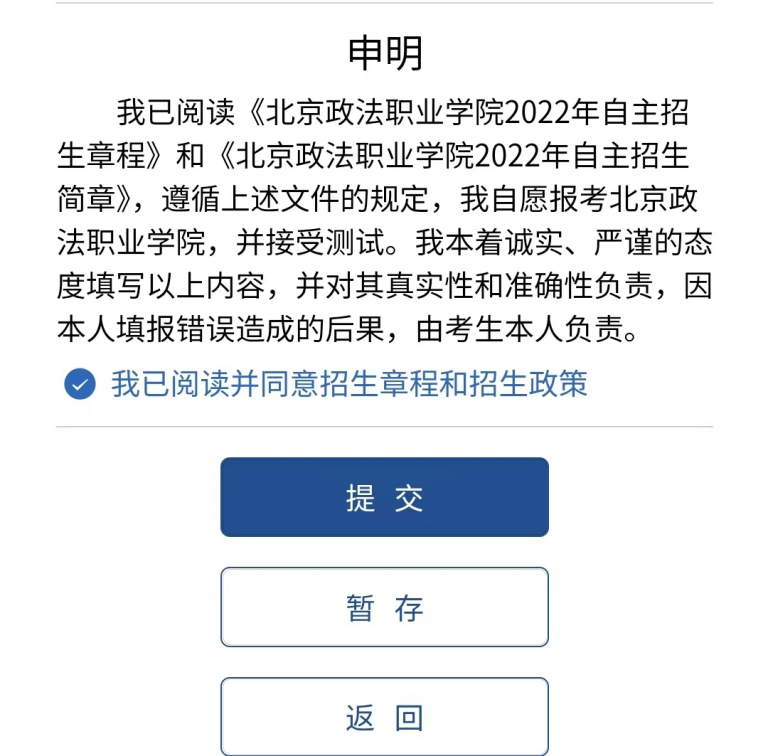 申明
我已阅读《北京政法职业学院2022年自主招
生章程》和《北京政法职业学院2022年自主招生
简章》，遵循上述文件的规定，我自愿报考北京政
法职业学院，并接受测试。我本着诚实、严谨的态
度填写以上内容，并对其真实性和准确性负责，因
本人填报错误造成的后果，由考生本人负责。
我已阅读并同意招生章程和招生政策
提 交
暂 存
返 回